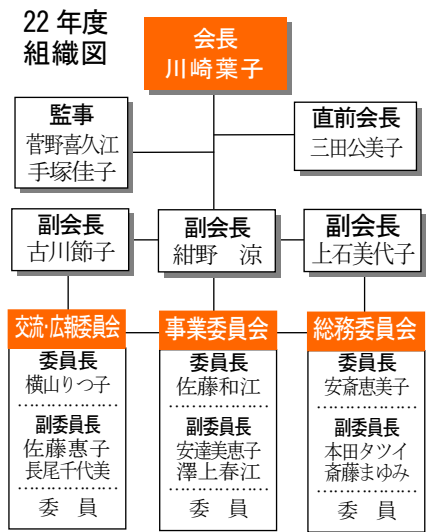 22年度
組織図
会長
川崎葉子
監事
菅野喜久江
手塚佳子
直前会長
三田公美子
副会長
古川節子
副会長
紺野　涼
副会長
上石美代子
交流・広報委員会
委員長
横山りつ子
副委員長
佐藤惠子
長尾千代美
委　員
事業委員会
委員長
佐藤和江
副委員長
安達美恵子
澤上春江
委　員
総務委員会
委員長
安斎恵美子
副委員長
本田タツイ
斎藤まゆみ
委　員